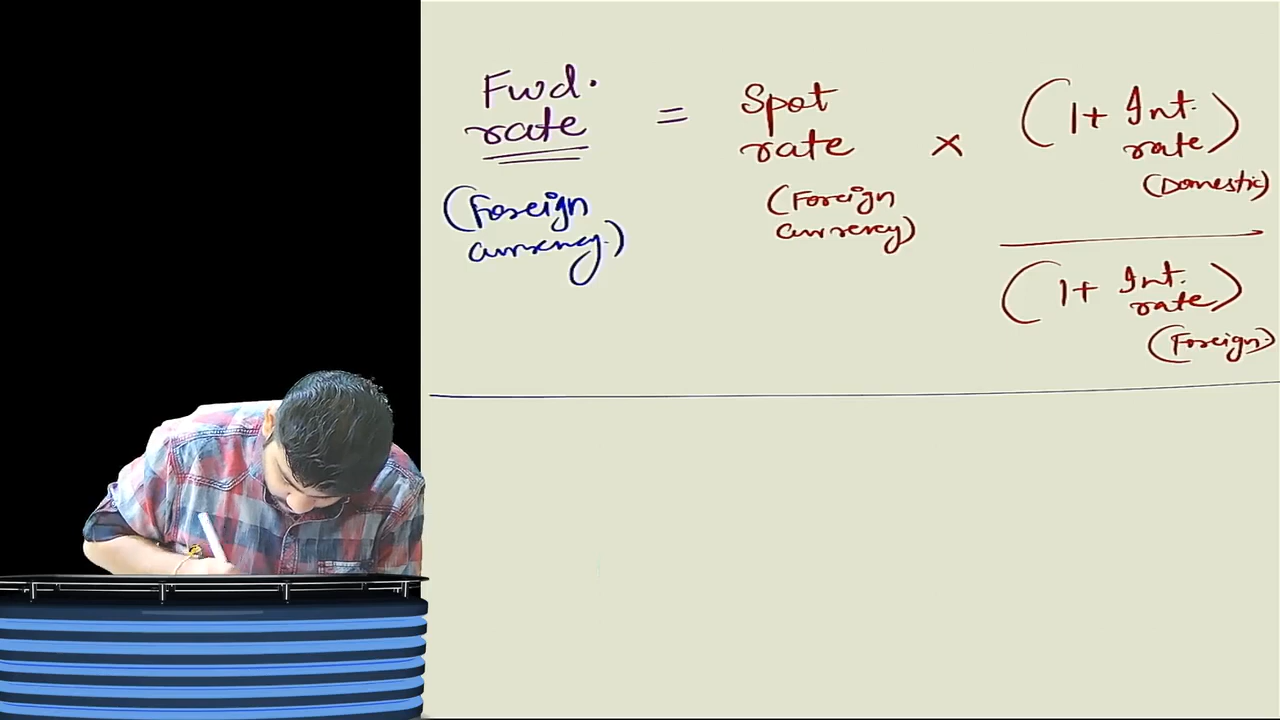 Fwd.
rate
(Foreign
currency.)
=
Spot
rate
(Foreign
currency)
×
(1+ Int.
rate)
(Domestic)
(1+ Int.
rate)
(Foreign.)